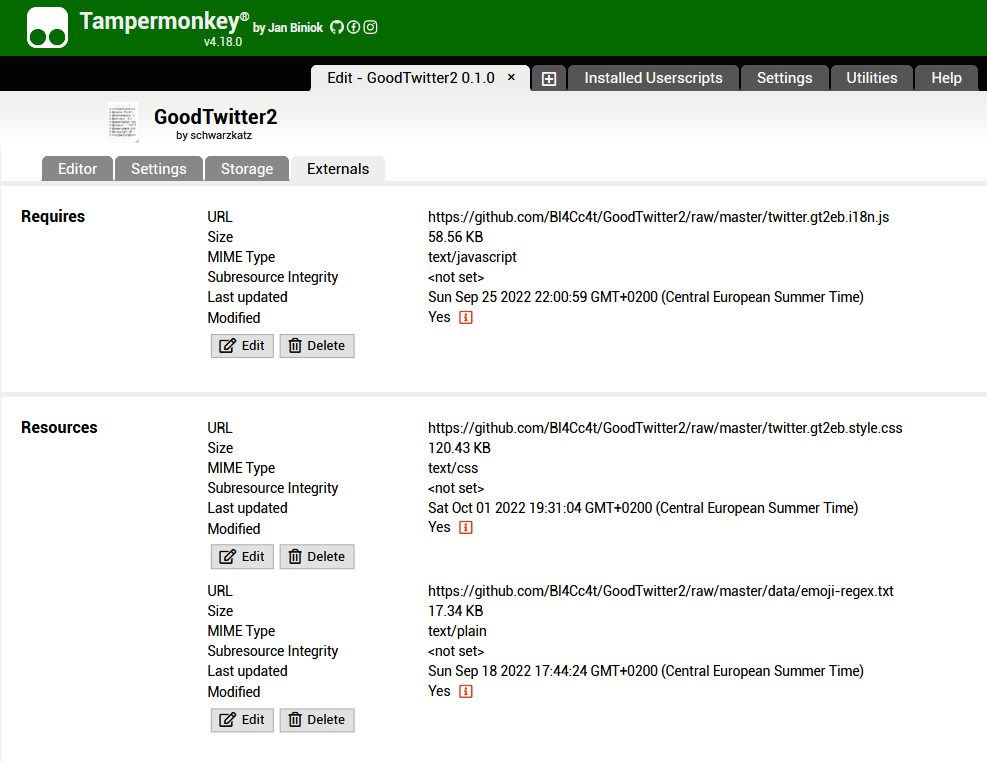 Tampermonkey® by Jan Biniok
v4.18.0
Edit - GoodTwitter2 0.1.0 × Installed Userscripts Settings Utilities Help
GoodTwitter2
by schwarzkatz
Editor Settings Storage Externals
Requires URL https://github.com/Bl4Cc4t/GoodTwitter2/raw/master/twitter.gt2eb.i18n.js
Size 58.56 KB
MIME Type text/javascript
Subresource Integrity <not set>
Last updated Sun Sep 25 2022 22:00:59 GMT+0200 (Central European Summer Time)
Modified Yes
Edit Delete
Resources URL https://github.com/Bl4Cc4t/GoodTwitter2/raw/master/twitter.gt2eb.style.css
Size 120.43 KB
MIME Type text/css
Subresource Integrity <not set>
Last updated Sat Oct 01 2022 19:31:04 GMT+0200 (Central European Summer Time)
Modified Yes
Edit Delete
URL https://github.com/Bl4Cc4t/GoodTwitter2/raw/master/data/emoji-regex.txt
Size 17.34 KB
MIME Type text/plain
Subresource Integrity <not set>
Last updated Sun Sep 18 2022 17:44:24 GMT+0200 (Central European Summer Time)
Modified Yes
Edit Delete